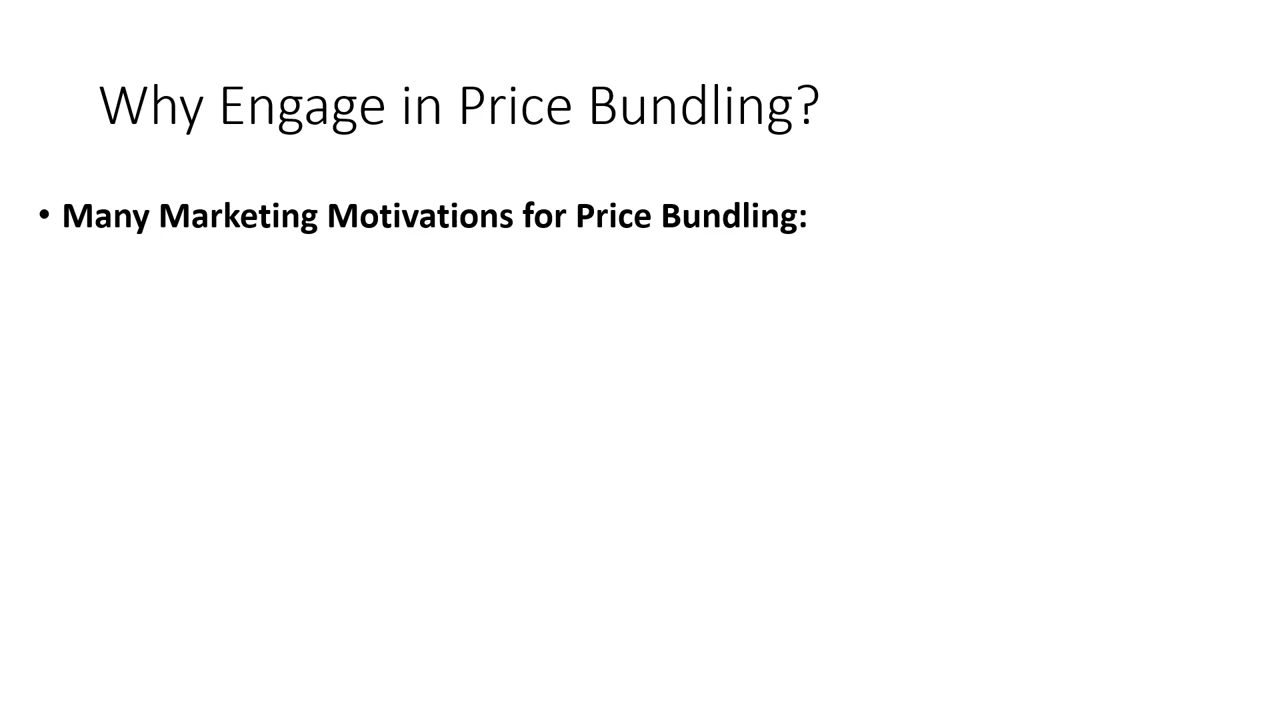 Why Engage in Price Bundling?
• Many Marketing Motivations for Price Bundling: